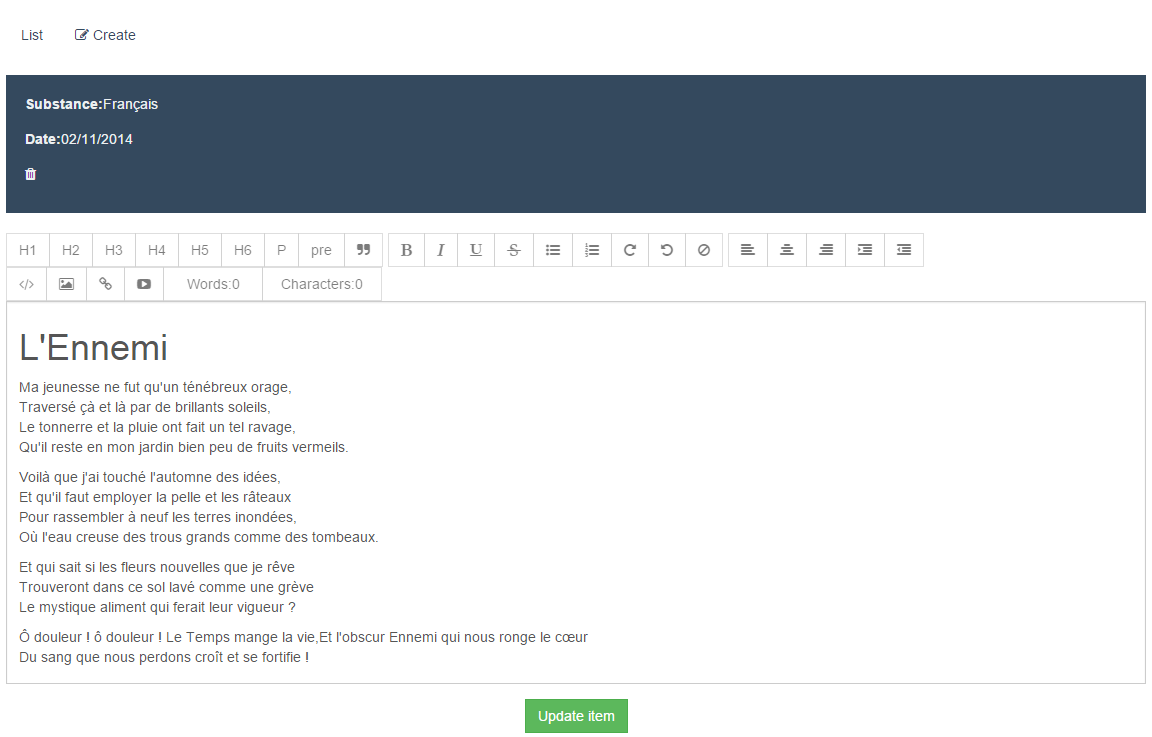 List Create
Substance:Français
Date:02/11/2014
H1 H2 H3 H4 H5 H6 P pre ” B I U S
</> Words:0 Characters:0
L'Ennemi
Ma jeunesse ne fut qu'un ténébreux orage,
Traversé çà et là par de brillants soleils,
Le tonnerre et la pluie ont fait un tel ravage,
Qu'il reste en mon jardin bien peu de fruits vermeils.
Voilà que j'ai touché l'automne des idées,
Et qu'il faut employer la pelle et les râteaux
Pour rassembler à neuf les terres inondées,
Où l'eau creuse des trous grands comme des tombeaux.
Et qui sait si les fleurs nouvelles que je rêve
Trouveront dans ce sol lavé comme une grève
Le mystique aliment qui ferait leur vigueur ?
Ô douleur ! ô douleur ! Le Temps mange la vie,Et l'obscur Ennemi qui nous ronge le cœur
Du sang que nous perdons croît et se fortifie !
Update item